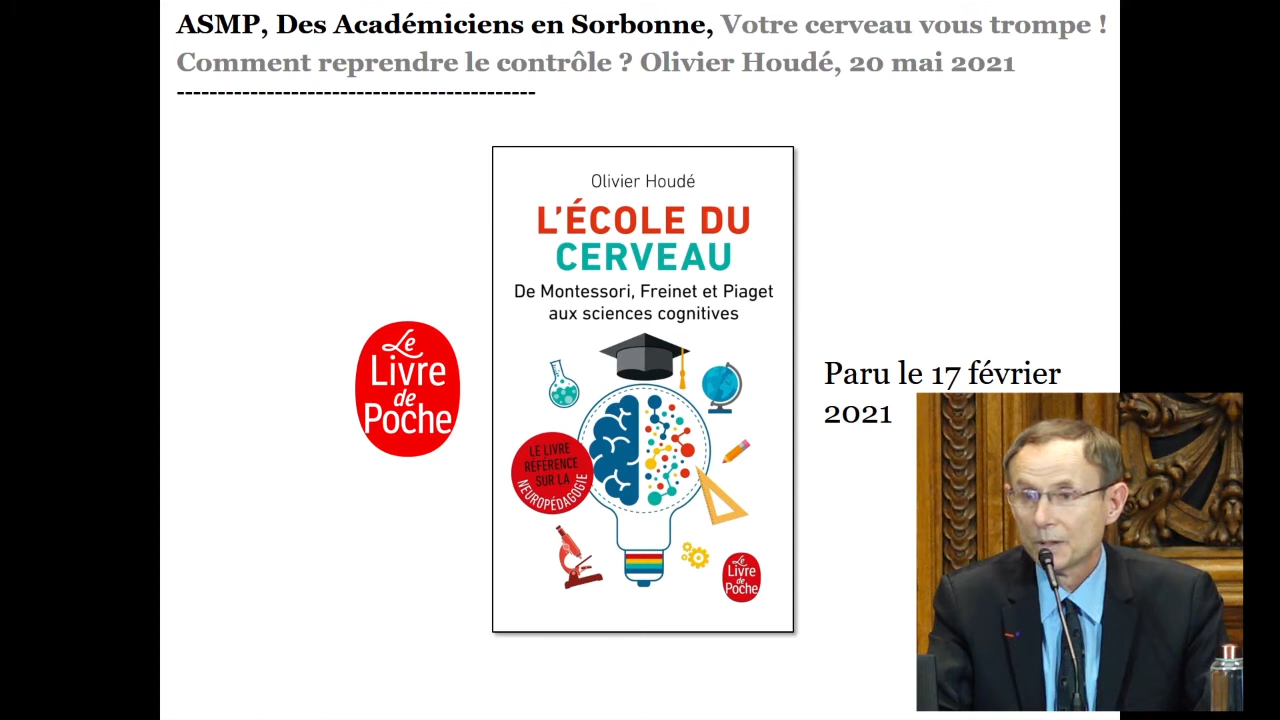 ASMP, Des Académiciens en Sorbonne, Votre cerveau vous trompe !
Comment reprendre le contrôle ? Olivier Houdé, 20 mai 2021
--------------------------------------------
Olivier Houdé
L'ÉCOLE DU
CERVEAU
De Montessori, Freinet et Piaget
aux sciences cognitives
Le
Livre
de
Poche
Paru le 17 février
2021
LE LIVRE
RÉFÉRENCE
SUR LA
NEUROPÉDAGOGIE
Le
Livre
de
Poche